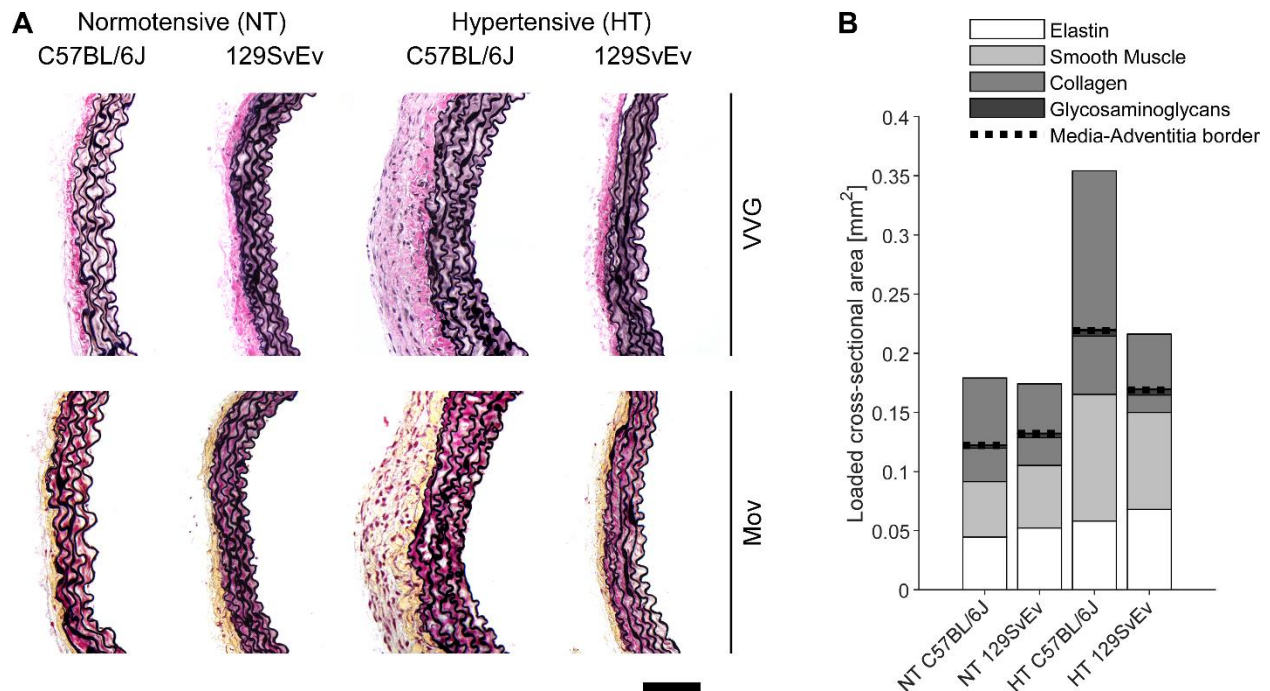 A
Normotensive (NT)
Hypertensive (HT)
C57BL/6J
129SvEv
C57BL/6J
129SvEv
VVG
Mov
B
Elastin
Smooth Muscle
Collagen
Glycosaminoglycans
Media-Adventitia border
Loaded cross-sectional area [mm²]
0.4
0.35
0.3
0.25
0.2
0.15
0.1
0.05
0
NT C57BL/6J
NT 129SvEv
HT C57BL/6J
HT 129SvEv